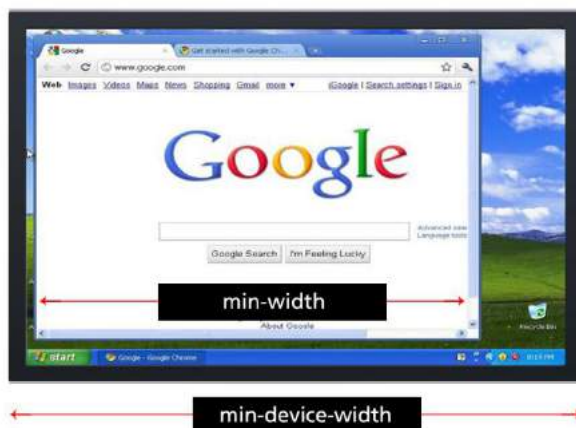 Google
Get started with Google Ch...
www.google.com
Web Images Videos Maps News Shopping Gmail more ▼ iGoogle | Search settings | Sign in
Google
Advanced sear
Language tools
Google Search I'm Feeling Lucky
min-width
About Google
Recycle Bin
start Google - Google Chrome
min-device-width